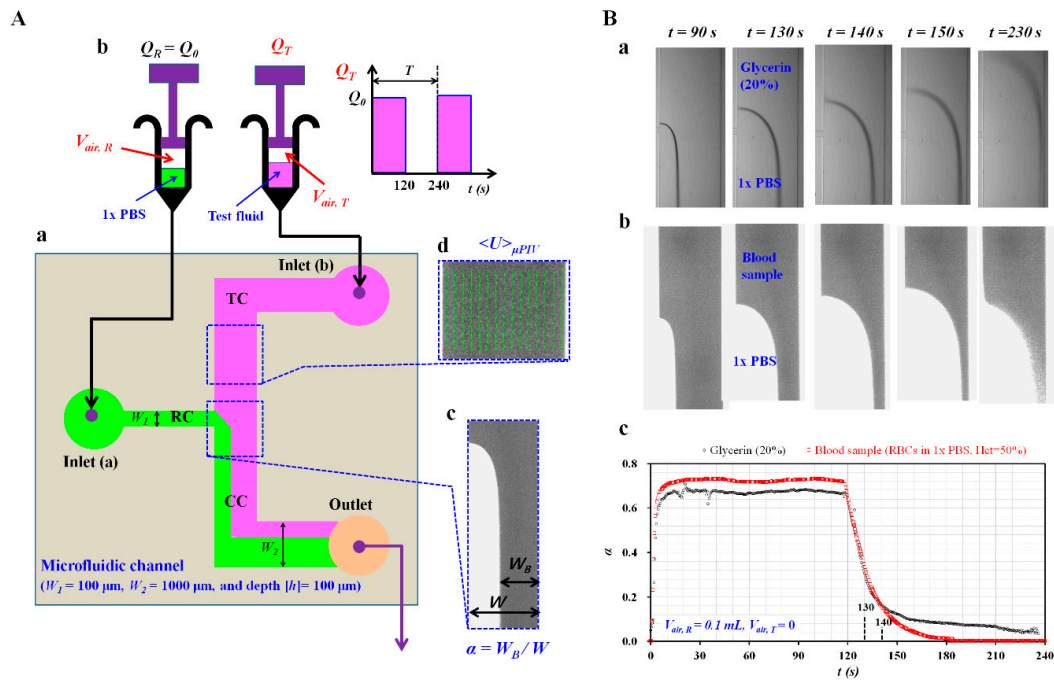 A
b
Q_R = Q_0
Q_T
V_air, R
1x PBS
Test fluid
V_air, T
Q_T
T
Q_0
120
240
t (s)
a
Inlet (b)
TC
W_1
RC
Inlet (a)
CC
Outlet
W_2
Microfluidic channel
(W_1 = 100 µm, W_2 = 1000 µm, and depth [h]= 100 µm)
d
<U>_µPIV
c
W_B
W
α = W_B / W
B
t = 90 s
t = 130 s
t = 140 s
t = 150 s
t =230 s
a
Glycerin
(20%)
1x PBS
b
Blood
sample
1x PBS
c
Glycerin (20%)
Blood sample (RBCs in 1x PBS, Hct=50%)
0.8
0.6
0.4
0.2
0.0
α
130
140
V_air, R = 0.1 mL, V_air, T = 0
0
30
60
90
120
150
180
210
240
t (s)